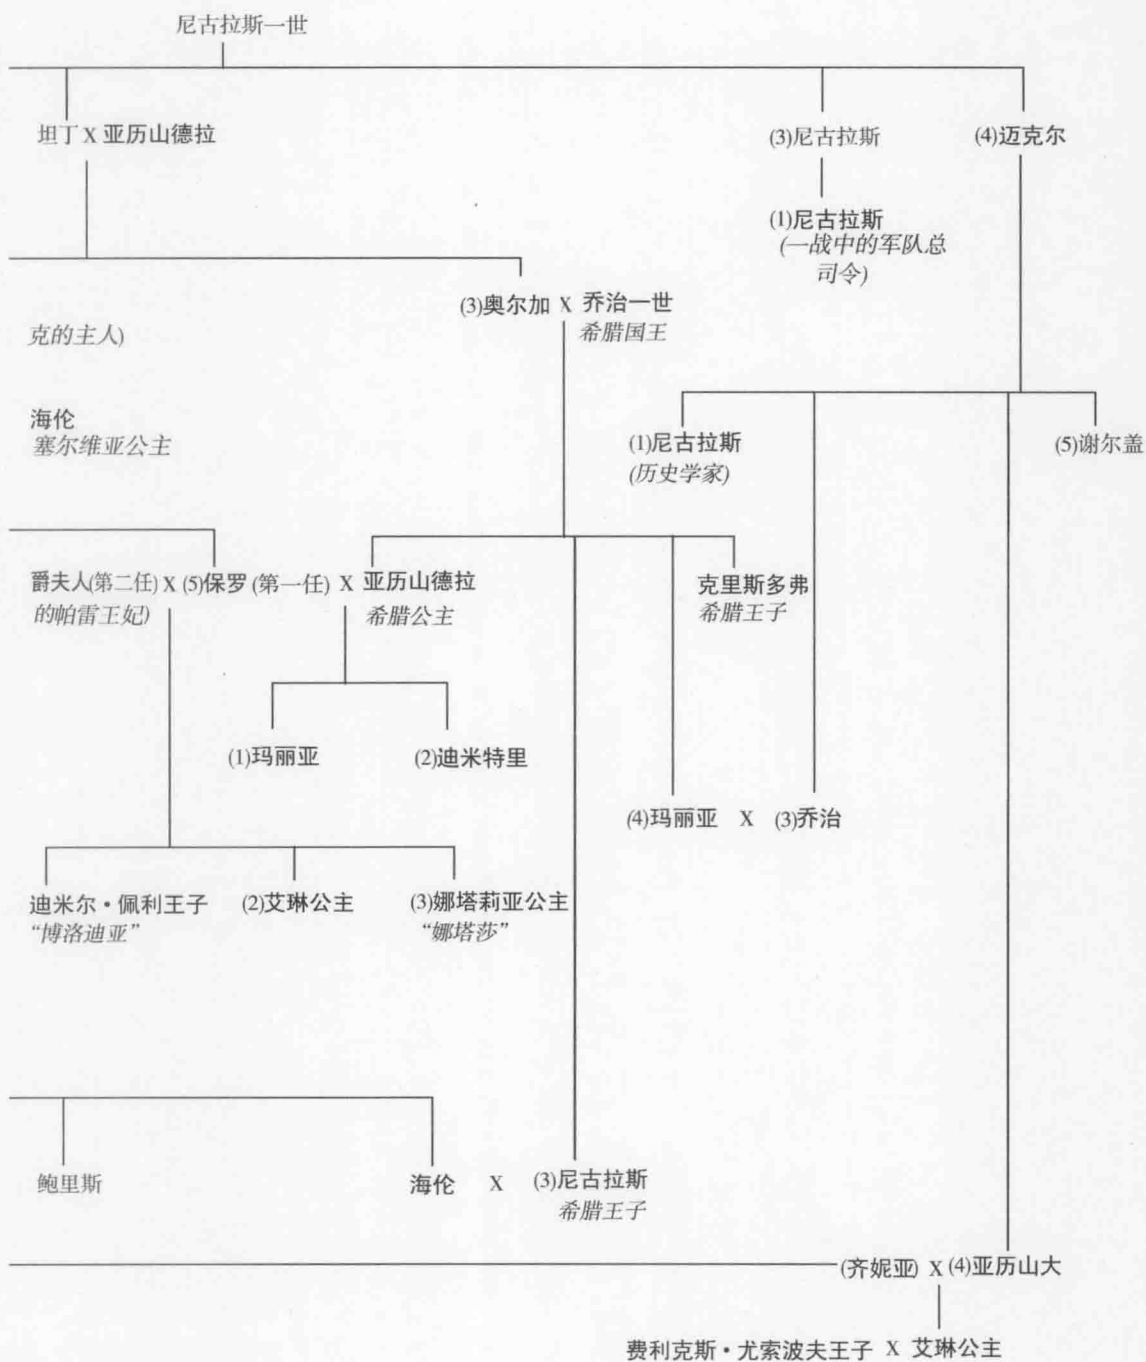 尼古拉斯一世
坦丁 X 亚历山德拉
(3)尼古拉斯
(4)迈克尔
(1)尼古拉斯
(一战中的军队总
司令)
(3)奥尔加 X 乔治一世
希腊国王
克的主人)
海伦
塞尔维亚公主
(1)尼古拉斯
(历史学家)
(5)谢尔盖
爵夫人(第二任) X (5)保罗 (第一任) X 亚历山德拉
的帕雷王妃)
希腊公主
克里斯多弗
希腊王子
(1)玛丽亚
(2)迪米特里
(4)玛丽亚 X (3)乔治
迪米尔·佩利王子
“博洛迪亚”
(2)艾琳公主
(3)娜塔莉亚公主
“娜塔莎”
鲍里斯
海伦 X (3)尼古拉斯
希腊王子
(齐妮亚) X (4)亚历山大
费利克斯·尤索波夫王子 X 艾琳公主